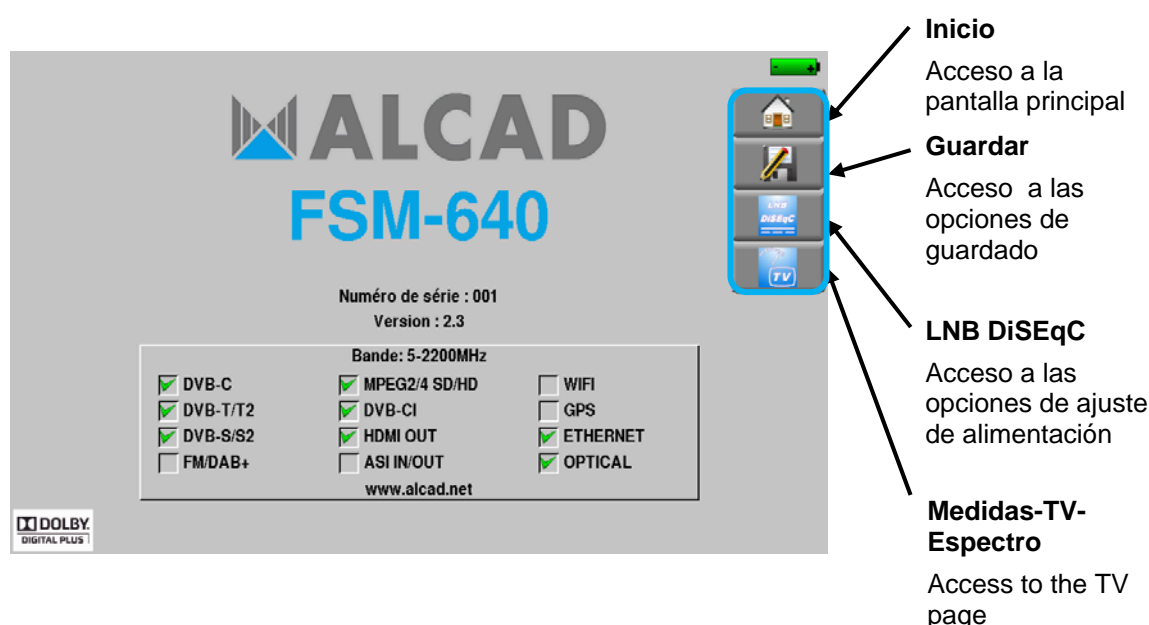 ALCAD
FSM-640
Numéro de série : 001
Version : 2.3
Bande: 5-2200MHz
DVB-C
MPEG2/4 SD/HD
WIFI
DVB-T/T2
DVB-CI
GPS
DVB-S/S2
HDMI OUT
ETHERNET
FM/DAB+
ASI IN/OUT
OPTICAL
www.alcad.net
DOLBY.
DIGITAL PLUS
LNB
DiSEqC
TV
Inicio
Acceso a la
pantalla principal
Guardar
Acceso a las
opciones de
guardado
LNB DiSEqC
Acceso a las
opciones de ajuste
de alimentación
Medidas-TV-
Espectro
Access to the TV
page